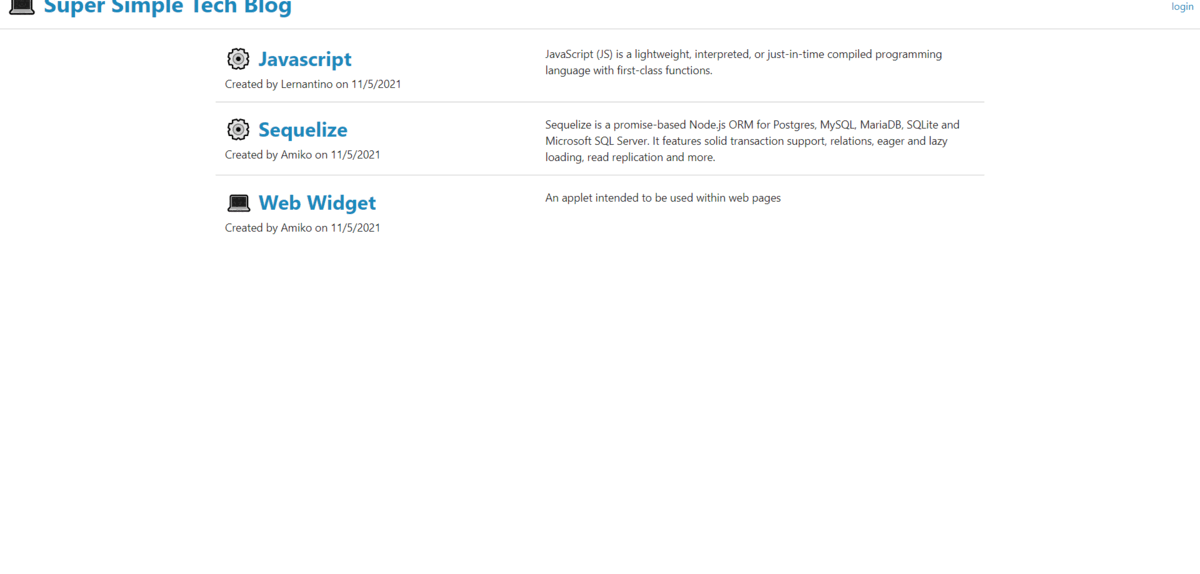 Super Simple Tech Blog
login
Javascript
Created by Lernantino on 11/5/2021
JavaScript (JS) is a lightweight, interpreted, or just-in-time compiled programming
language with first-class functions.
Sequelize
Created by Amiko on 11/5/2021
Sequelize is a promise-based Node.js ORM for Postgres, MySQL, MariaDB, SQLite and
Microsoft SQL Server. It features solid transaction support, relations, eager and lazy
loading, read replication and more.
Web Widget
Created by Amiko on 11/5/2021
An applet intended to be used within web pages